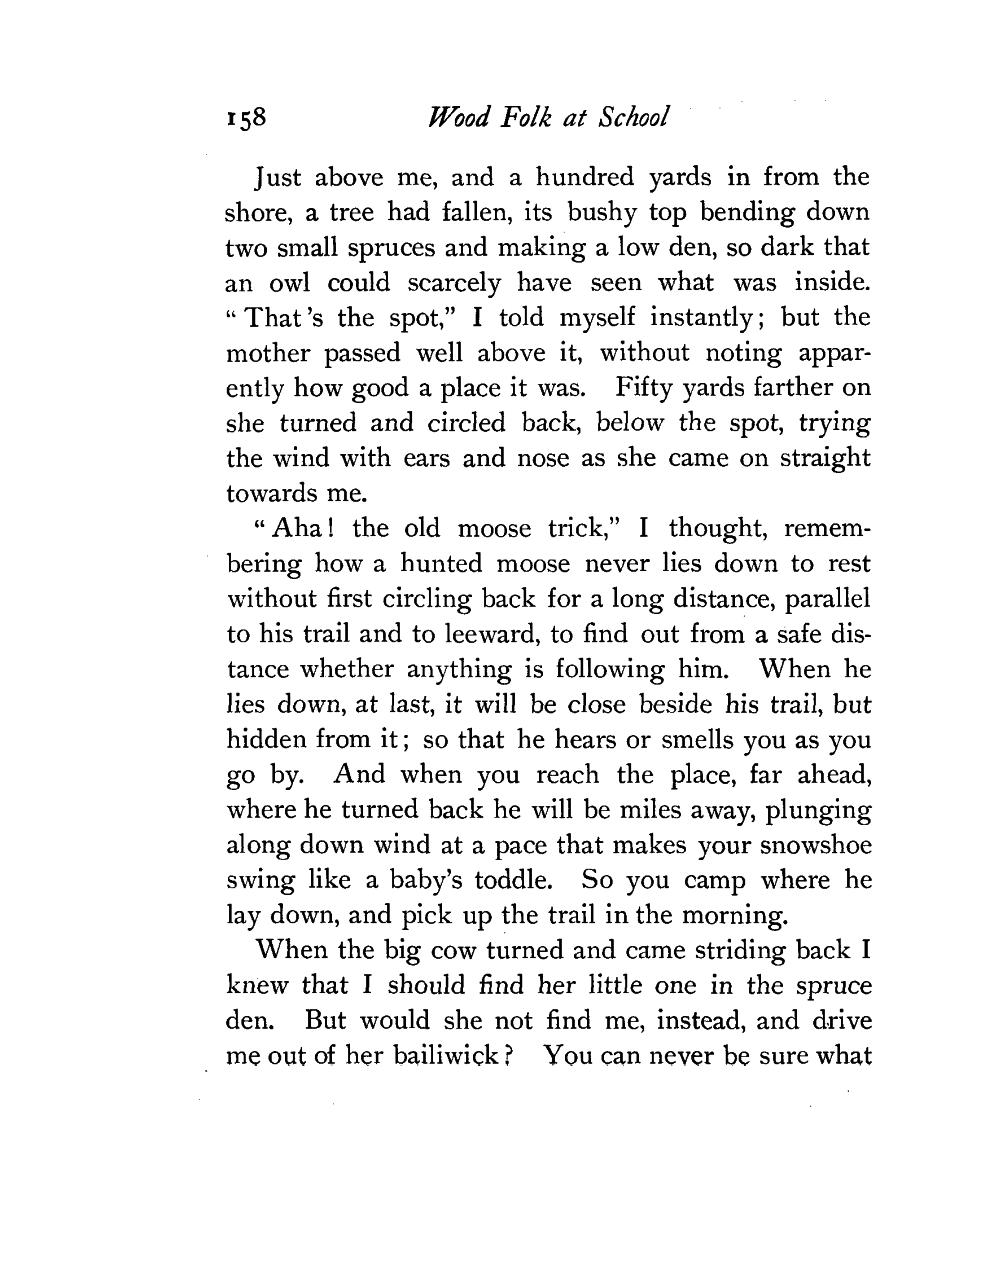 158 Wood Folk at School
Just above me, and a hundred yards in from the
shore, a tree had fallen, its bushy top bending down
two small spruces and making a low den, so dark that
an owl could scarcely have seen what was inside.
“ That 's the spot,” I told myself instantly; but the
mother passed well above it, without noting appar-
ently how good a place it was. Fifty yards farther on
she turned and circled back, below the spot, trying
the wind with ears and nose as she came on straight
towards me.
“ Aha! the old moose trick,” I thought, remem-
bering how a hunted moose never lies down to rest
without first circling back for a long distance, parallel
to his trail and to leeward, to find out from a safe dis-
tance whether anything is following him. When he
lies down, at last, it will be close beside his trail, but
hidden from it; so that he hears or smells you as you
go by. And when you reach the place, far ahead,
where he turned back he will be miles away, plunging
along down wind at a pace that makes your snowshoe
swing like a baby's toddle. So you camp where he
lay down, and pick up the trail in the morning.
When the big cow turned and came striding back I
knew that I should find her little one in the spruce
den. But would she not find me, instead, and drive
me out of her bailiwick? You can never be sure what